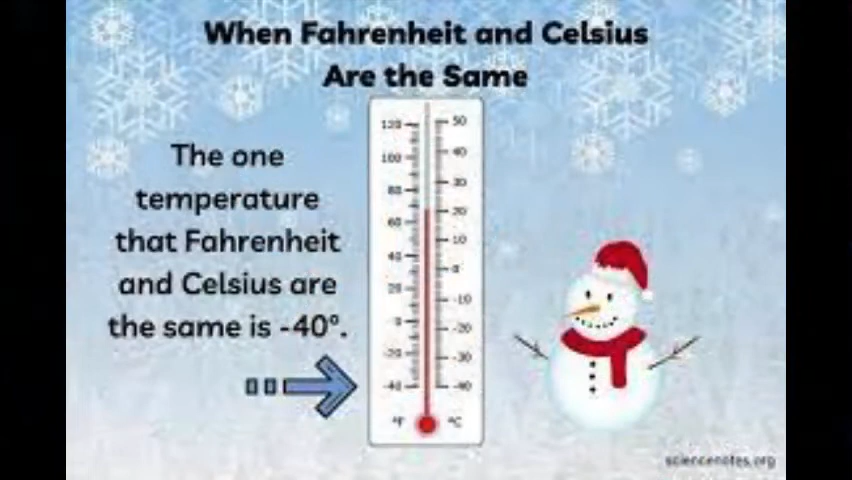 When Fahrenheit and Celsius
Are the Same
The one
temperature
that Fahrenheit
and Celsius are
the same is -40°.
120 50
100 40
80 30
60 20
40 10
20 0
0 -10
-20 -20
-40 -30
-40
°F °C
sciencenotes.org